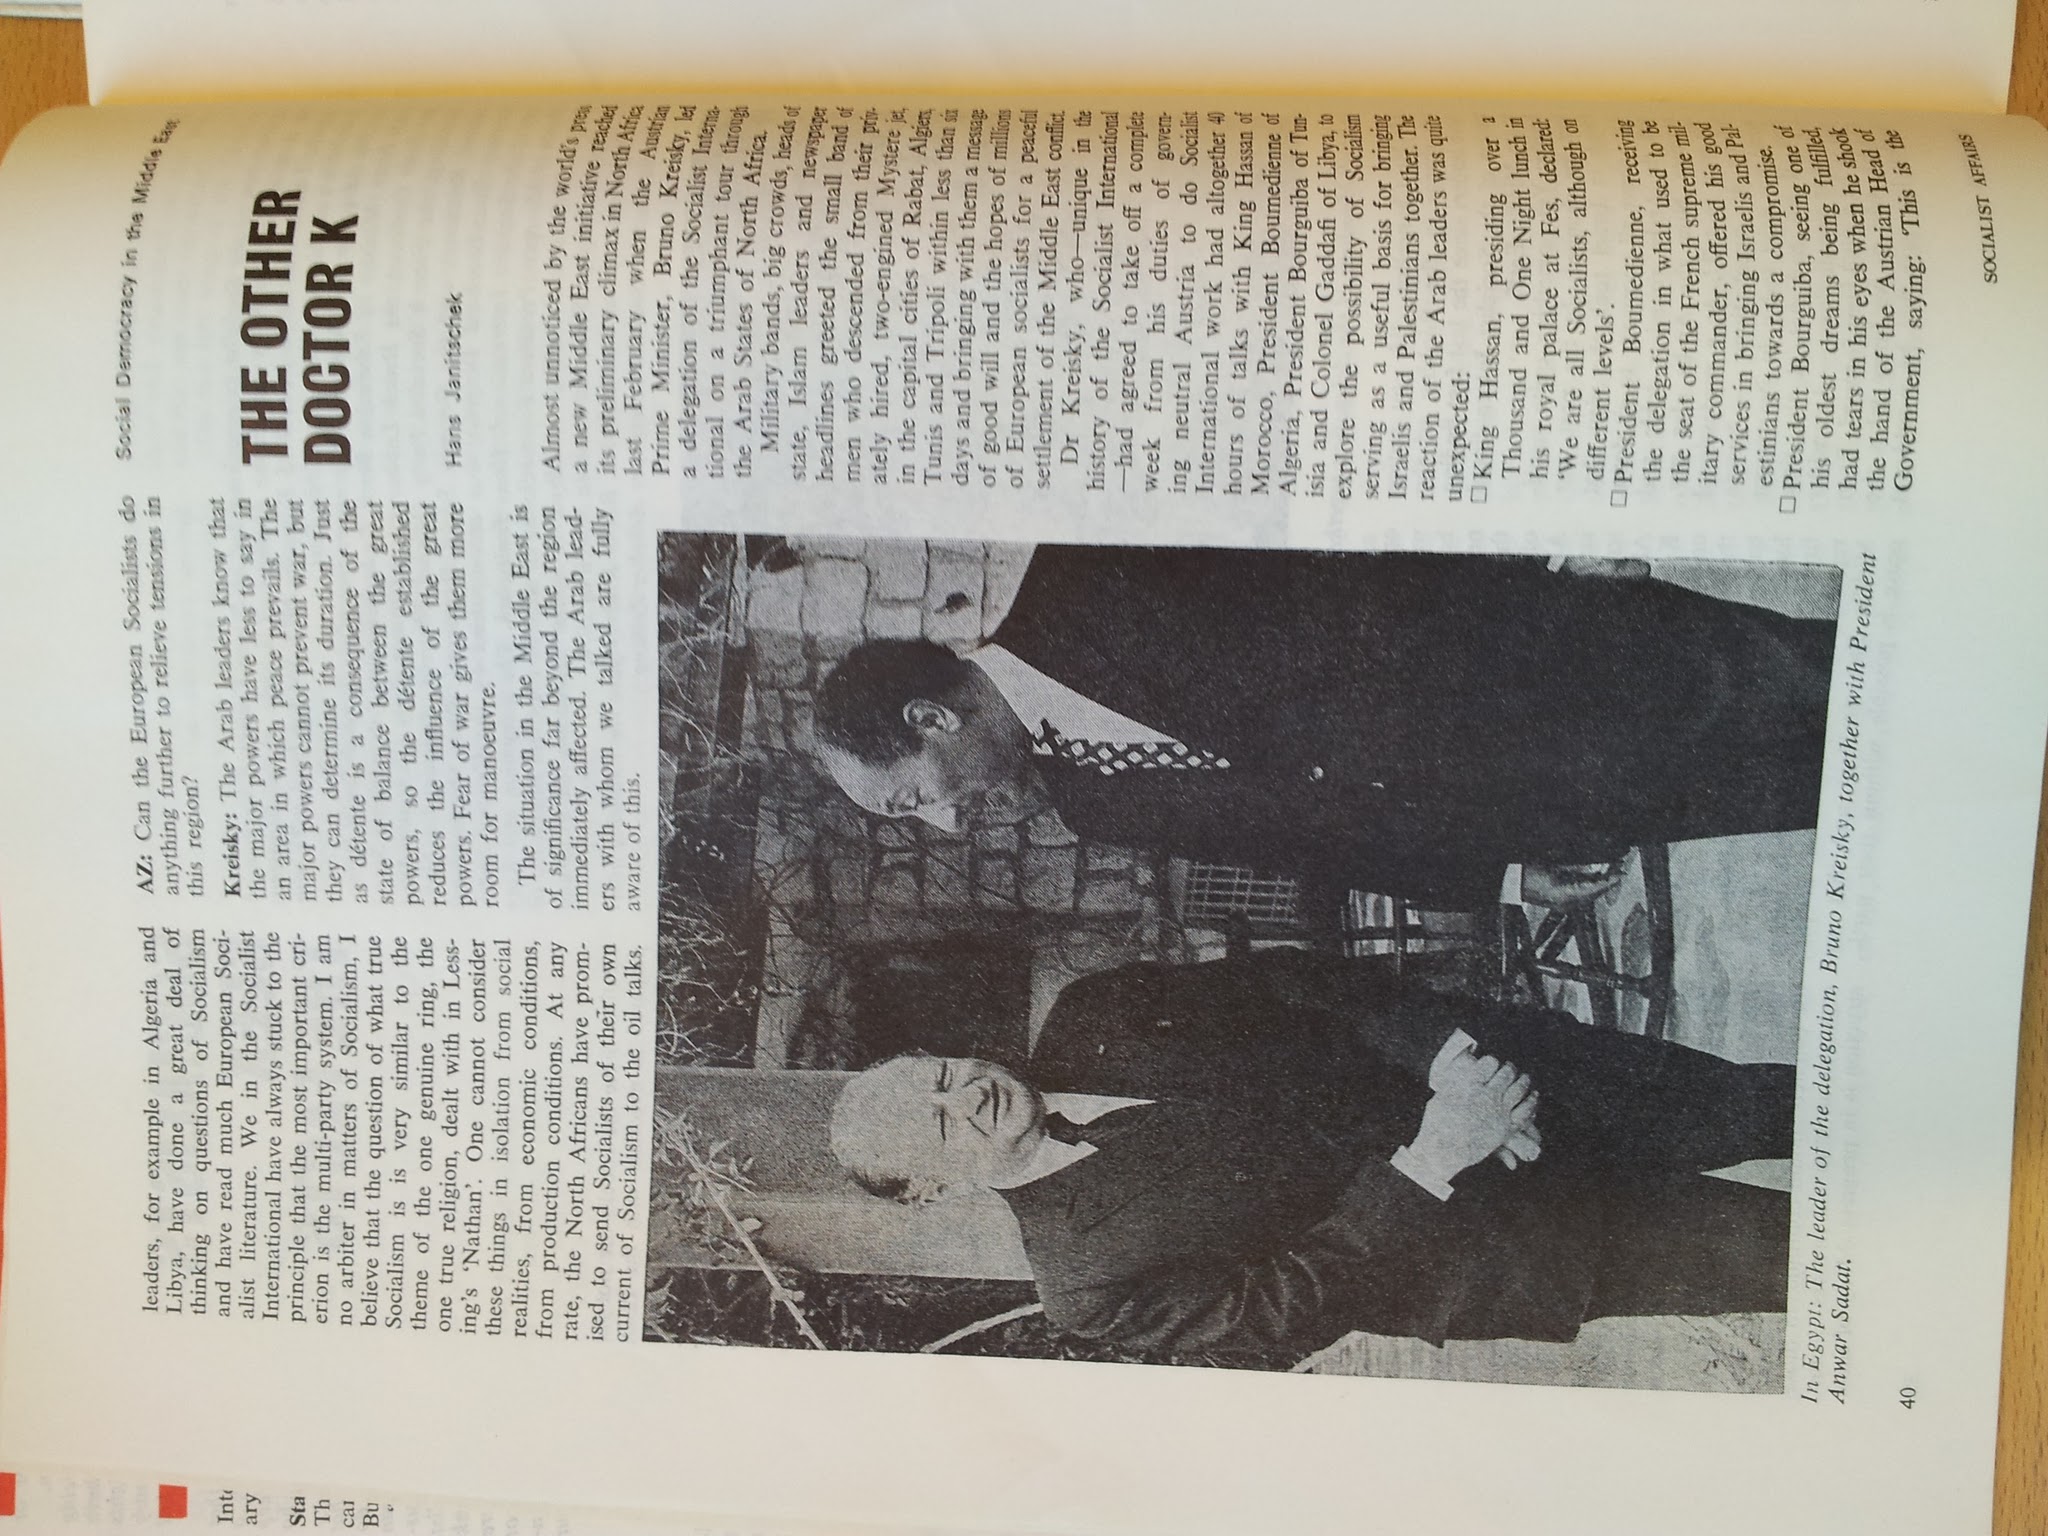 leaders, for example in Algeria and
Libya, have done a great deal of
thinking on questions of Socialism
and have read much European Soci-
alist literature. We in the Socialist
International have always stuck to the
principle that the most important cri-
erion is the multi-party system. I am
no arbiter in matters of Socialism, I
believe that the question of what true
Socialism is is very similar to the
theme of the one genuine ring, the
one true religion, dealt with in Less-
ing's 'Nathan'. One cannot consider
these things in isolation from social
realities, from economic conditions,
from production conditions. At any
rate, the North Africans have prom-
ised to send Socialists of their own
current of Socialism to the oil talks.
AZ: Can the European Socialists do
anything further to relieve tensions in
this region?
Kreisky: The Arab leaders know that
the major powers have less to say in
an area in which peace prevails. The
major powers cannot prevent war, but
they can determine its duration. Just
as détente is a consequence of the
state of balance between the great
powers, so the détente established
reduces the influence of the great
powers. Fear of war gives them more
room for manoeuvre.
The situation in the Middle East is
of significance far beyond the region
immediately affected. The Arab lead-
ers with whom we talked are fully
aware of this.
In Egypt: The leader of the delegation, Bruno Kreisky, together with President
Anwar Sadat.
40
Social Democracy in the Middle East
THE OTHER
DOCTOR K
Hans Janitschek
Almost unnoticed by the world's press
a new Middle East initiative reached
its preliminary climax in North Africa
last February when the Austrian
Prime Minister, Bruno Kreisky, led
a delegation of the Socialist Interna-
tional on a triumphant tour through
the Arab States of North Africa.
Military bands, big crowds, heads of
state, Islam leaders and newspaper
headlines greeted the small band of
men who descended from their priv-
ately hired, two-engined Mystere jet,
in the capital cities of Rabat, Algiers,
Tunis and Tripoli within less than six
days and bringing with them a message
of good will and the hopes of millions
of European socialists for a peaceful
settlement of the Middle East conflict.
Dr Kreisky, who—unique in the
history of the Socialist International
—had agreed to take off a complete
week from his duties of govern-
ing neutral Austria to do Socialist
International work had altogether 40
hours of talks with King Hassan of
Morocco, President Boumedienne of
Algeria, President Bourguiba of Tun-
isia and Colonel Gaddafi of Libya, to
explore the possibility of Socialism
serving as a useful basis for bringing
Israelis and Palestinians together. The
reaction of the Arab leaders was quite
unexpected:
□ King Hassan, presiding over a
Thousand and One Night lunch in
his royal palace at Fes, declared:
'We are all Socialists, although on
different levels'.
□ President Boumedienne, receiving
the delegation in what used to be
the seat of the French supreme mil-
itary commander, offered his good
services in bringing Israelis and Pal-
estinians towards a compromise.
□ President Bourguiba, seeing one of
his oldest dreams being fulfilled,
had tears in his eyes when he shook
the hand of the Austrian Head of
Government, saying: 'This is the
SOCIALIST AFFAIRS
ary
Sta
Th
Bu